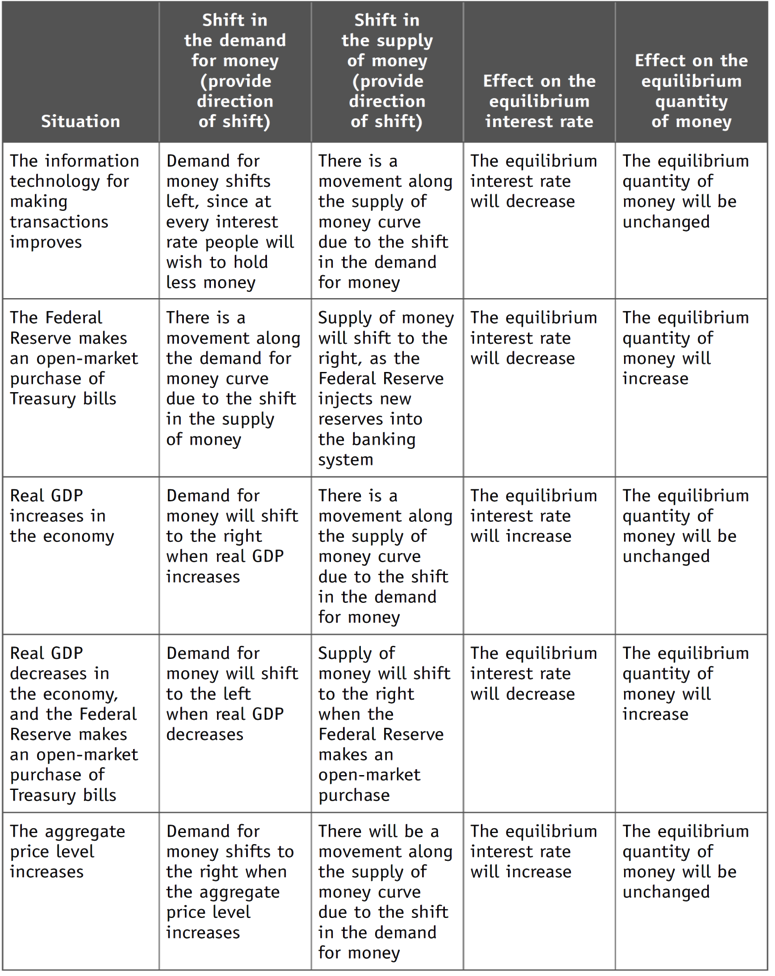 Situation
Shift in
the demand
for money
(provide
direction
of shift)
Shift in
the supply
of money
(provide
direction
of shift)
Effect on the
equilibrium
interest rate
Effect on the
equilibrium
quantity
of money
The information
technology for
making
transactions
improves
Demand for
money shifts
left, since at
every interest
rate people will
wish to hold
less money
There is a
movement along
the supply of
money curve
due to the shift
in the demand
for money
The equilibrium
interest rate
will decrease
The equilibrium
quantity of
money will be
unchanged
The Federal
Reserve makes
an open-market
purchase of
Treasury bills
There is a
movement along
the demand for
money curve
due to the shift
in the supply
of money
Supply of money
will shift to the
right, as the
Federal Reserve
injects new
reserves into
the banking
system
The equilibrium
interest rate
will decrease
The equilibrium
quantity of
money will
increase
Real GDP
increases in
the economy
Demand for
money will shift
to the right
when real GDP
increases
There is a
movement along
the supply of
money curve
due to the shift
in the demand
for money
The equilibrium
interest rate
will increase
The equilibrium
quantity of
money will be
unchanged
Real GDP
decreases in
the economy,
and the Federal
Reserve makes
an open-market
purchase of
Treasury bills
Demand for
money will shift
to the left
when real GDP
decreases
Supply of
money will shift
to the right
when the
Federal Reserve
makes an
open-market
purchase
The equilibrium
interest rate
will decrease
The equilibrium
quantity of
money will
increase
The aggregate
price level
increases
Demand for
money shifts to
the right when
the aggregate
price level
increases
There will be a
movement along
the supply of
money curve
due to the shift
in the demand
for money
The equilibrium
interest rate
will increase
The equilibrium
quantity of
money will be
unchanged